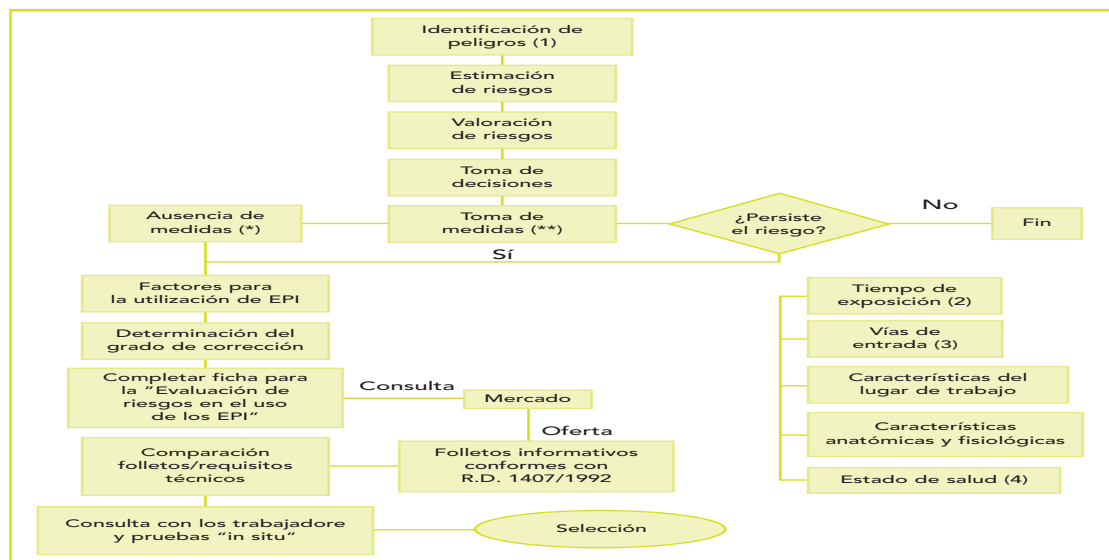 Identificación de
peligros (1)
Estimación
de riesgos
Valoración
de riesgos
Toma de
decisiones
Ausencia de
medidas (*)
Toma de
medidas (**)
¿Persiste
el riesgo?
No
Fin
Sí
Factores para
la utilización de EPI
Determinación del
grado de corrección
Completar ficha para
la “Evaluación de
riesgos en el uso
de los EPI”
Consulta
Mercado
Oferta
Comparación
folletos/requisitos
técnicos
Folletos informativos
conformes con
R.D. 1407/1992
Consulta con los trabajadore
y pruebas “in situ”
Selección
Tiempo de
exposición (2)
Vías de
entrada (3)
Características del
lugar de trabajo
Características
anatómicas y fisiológicas
Estado de salud (4)